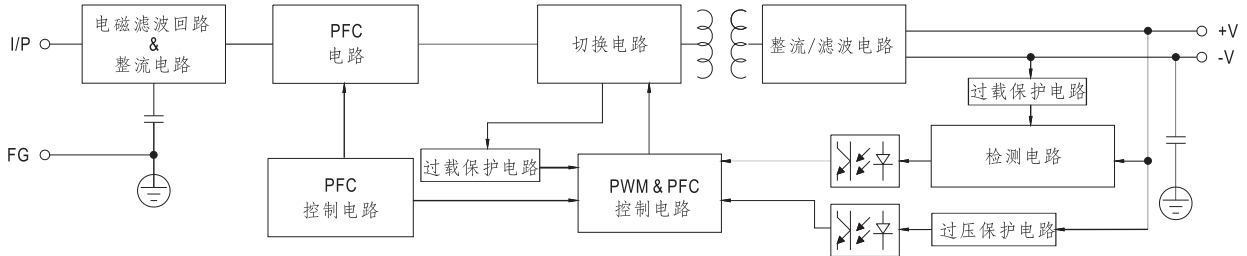 I/P
电磁滤波回路
&
整流电路
PFC
电路
切换电路
整流/滤波电路
+V
-V
过载保护电路
FG
过载保护电路
检测电路
PFC
控制电路
PWM & PFC
控制电路
过压保护电路